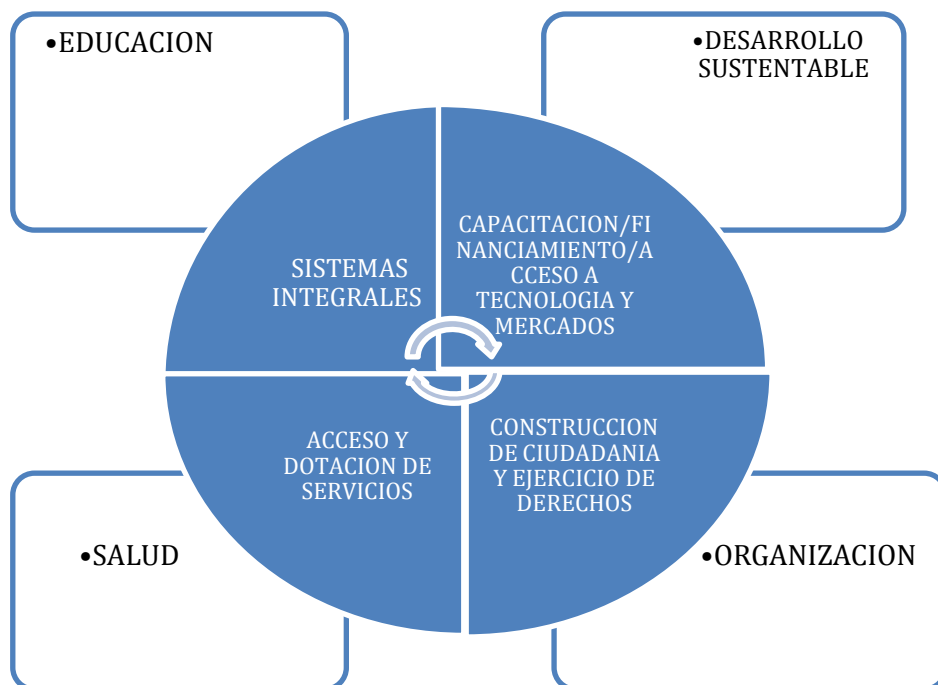 •EDUCACION
•DESARROLLO
SUSTENTABLE
SISTEMAS
INTEGRALES
CAPACITACION/FI
NANCIAMIENTO/A
CCESO A
TECNOLOGIA Y
MERCADOS
ACCESO Y
DOTACION DE
SERVICIOS
CONSTRUCCION
DE CIUDADANIA
Y EJERCICIO DE
DERECHOS
•SALUD
•ORGANIZACION